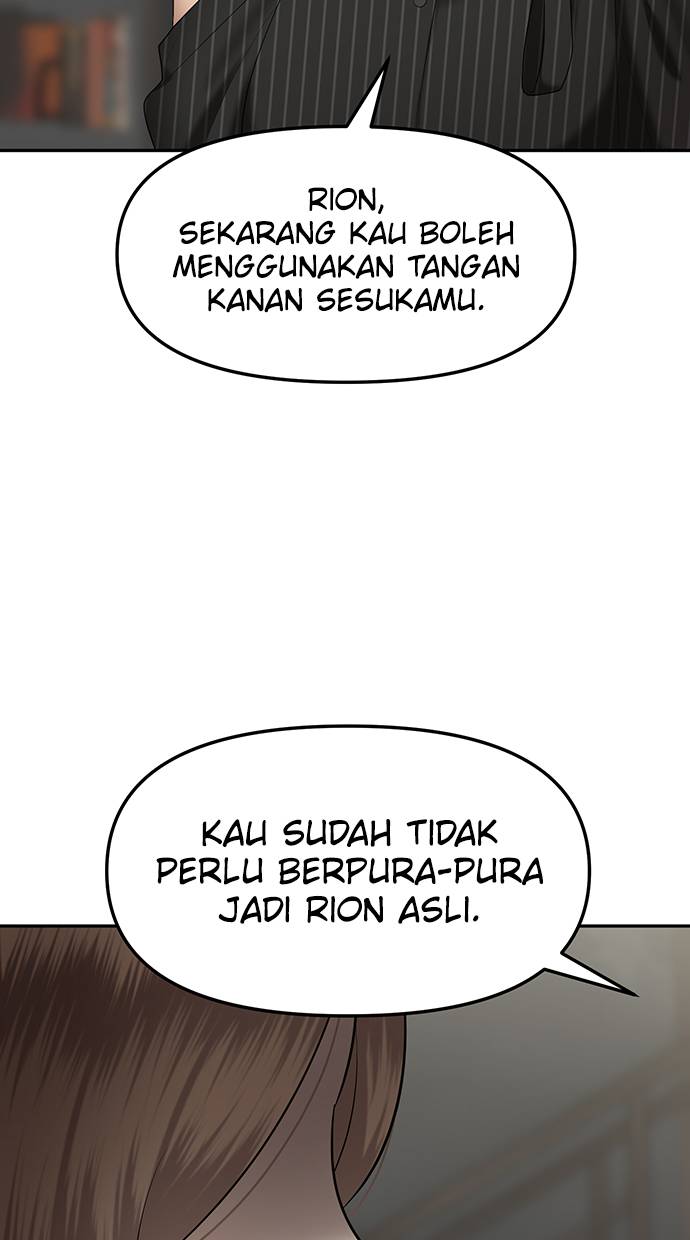 RION,
SEKARANG KAU BOLEH
MENGGUNAKAN TANGAN
KANAN SESUKAMU.
KAU SUDAH TIDAK
PERLU BERPURA-PURA
JADI RION ASLI.